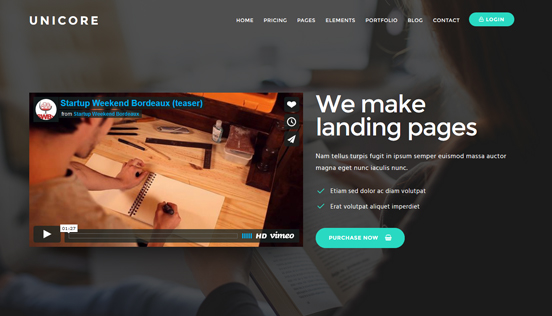 UNICORE
HOME PRICING PAGES ELEMENTS PORTFOLIO BLOG CONTACT LOGIN
Startup Weekend Bordeaux (teaser)
from Startup Weekend Bordeaux
We make
landing pages
Nam tellus turpis fugit in ipsum semper euismod massa auctor
magna eget nunc iaculis nunc.
Etiam sed dolor ac diam volutpat
Erat volutpat aliquet imperdiet
01:27
HD vimeo
PURCHASE NOW